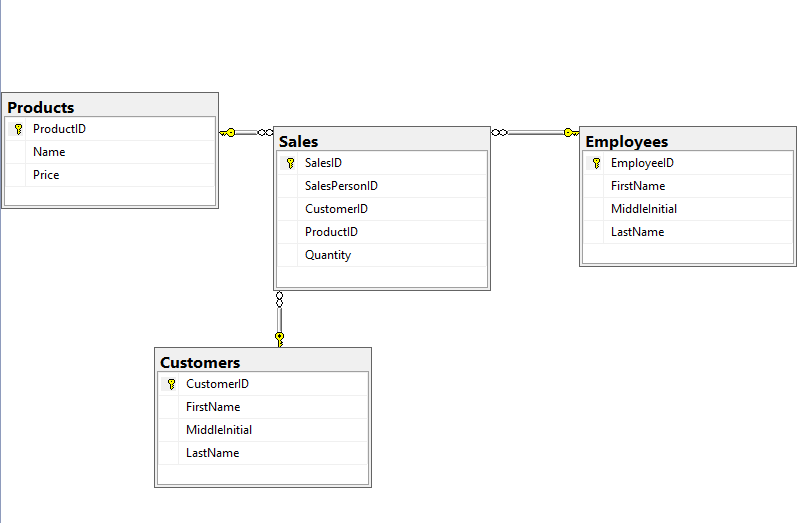 Products
ProductID
Name
Price
Sales
SalesID
SalesPersonID
CustomerID
ProductID
Quantity
Employees
EmployeeID
FirstName
MiddleInitial
LastName
Customers
CustomerID
FirstName
MiddleInitial
LastName